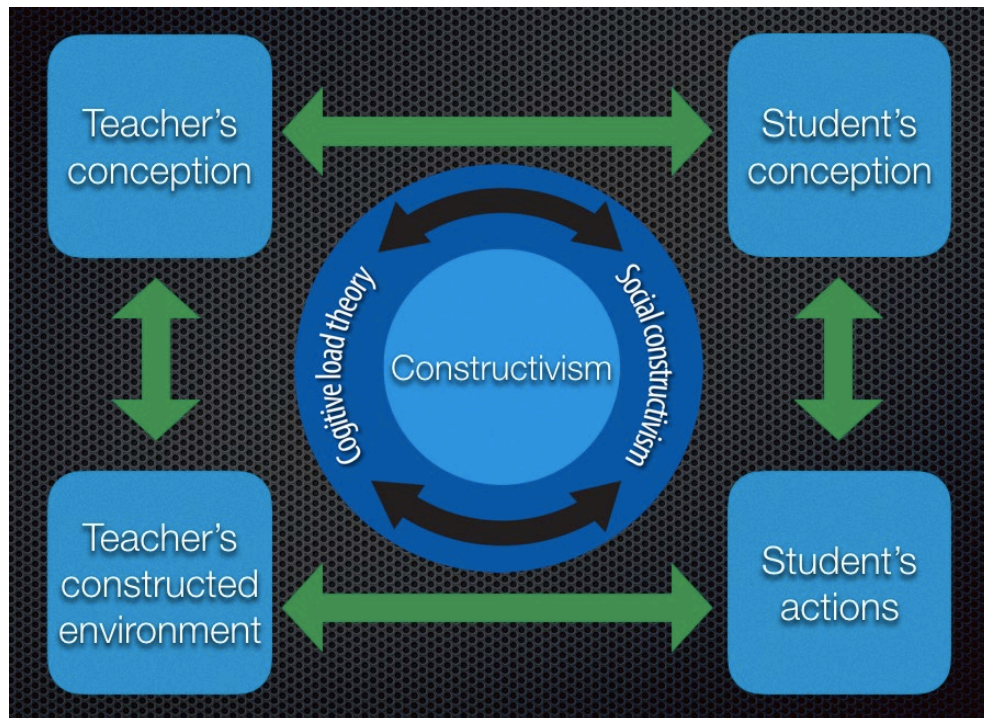 Teacher’s
conception
Student’s
conception
Cogitive load theory
Constructivism
Social constructivism
Teacher’s
constructed
environment
Student’s
actions